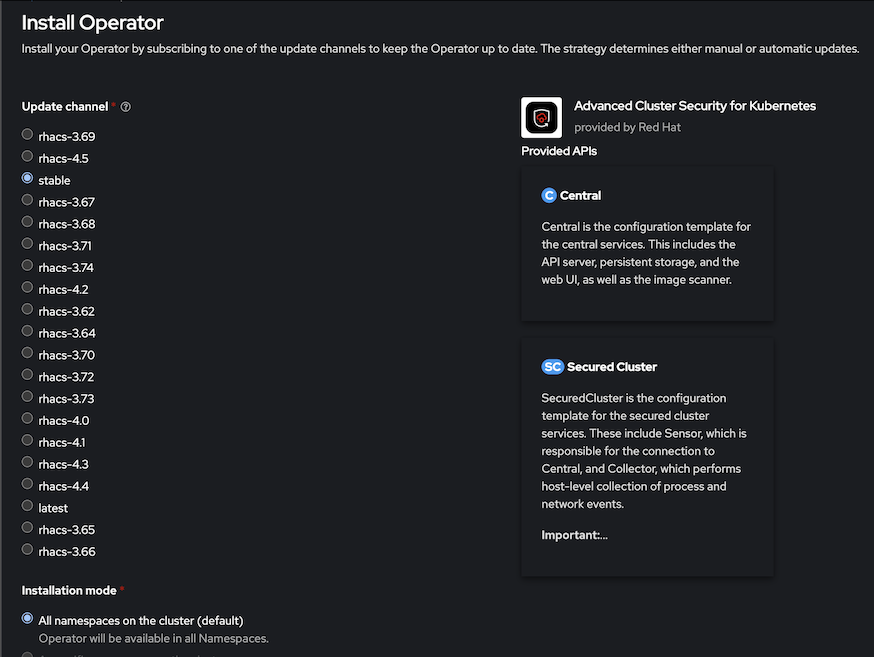 Install Operator
Install your Operator by subscribing to one of the update channels to keep the Operator up to date. The strategy determines either manual or automatic updates.
Update channel *
rhacs-3.69
rhacs-4.5
stable
rhacs-3.67
rhacs-3.68
rhacs-3.71
rhacs-3.74
rhacs-4.2
rhacs-3.62
rhacs-3.64
rhacs-3.70
rhacs-3.72
rhacs-3.73
rhacs-4.0
rhacs-4.1
rhacs-4.3
rhacs-4.4
latest
rhacs-3.65
rhacs-3.66
Installation mode *
All namespaces on the cluster (default)
Operator will be available in all Namespaces.
Advanced Cluster Security for Kubernetes
provided by Red Hat
Provided APIs
C Central
Central is the configuration template for
the central services. This includes the
API server, persistent storage, and the
web UI, as well as the image scanner.
SC Secured Cluster
SecuredCluster is the configuration
template for the secured cluster
services. These include Sensor, which is
responsible for the connection to
Central, and Collector, which performs
host-level collection of process and
network events.
Important:...